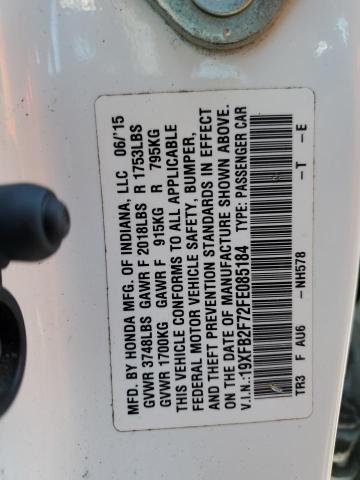 MFD. BY HONDA MFG. OF INDIANA, LLC 06/'15
GVWR 3748LBS GAWR F 2018LBS R 1753LBS
GVWR 1700KG GAWR F 915KG R 795KG
THIS VEHICLE CONFORMS TO ALL APPLICABLE
FEDERAL MOTOR VEHICLE SAFETY, BUMPER,
AND THEFT PREVENTION STANDARDS IN EFFECT
ON THE DATE OF MANUFACTURE SHOWN ABOVE.
V.I.N.:19XFB2F72FE085184 TYPE: PASSENGER CAR
TR3 F AU6 -NH578 -T -E